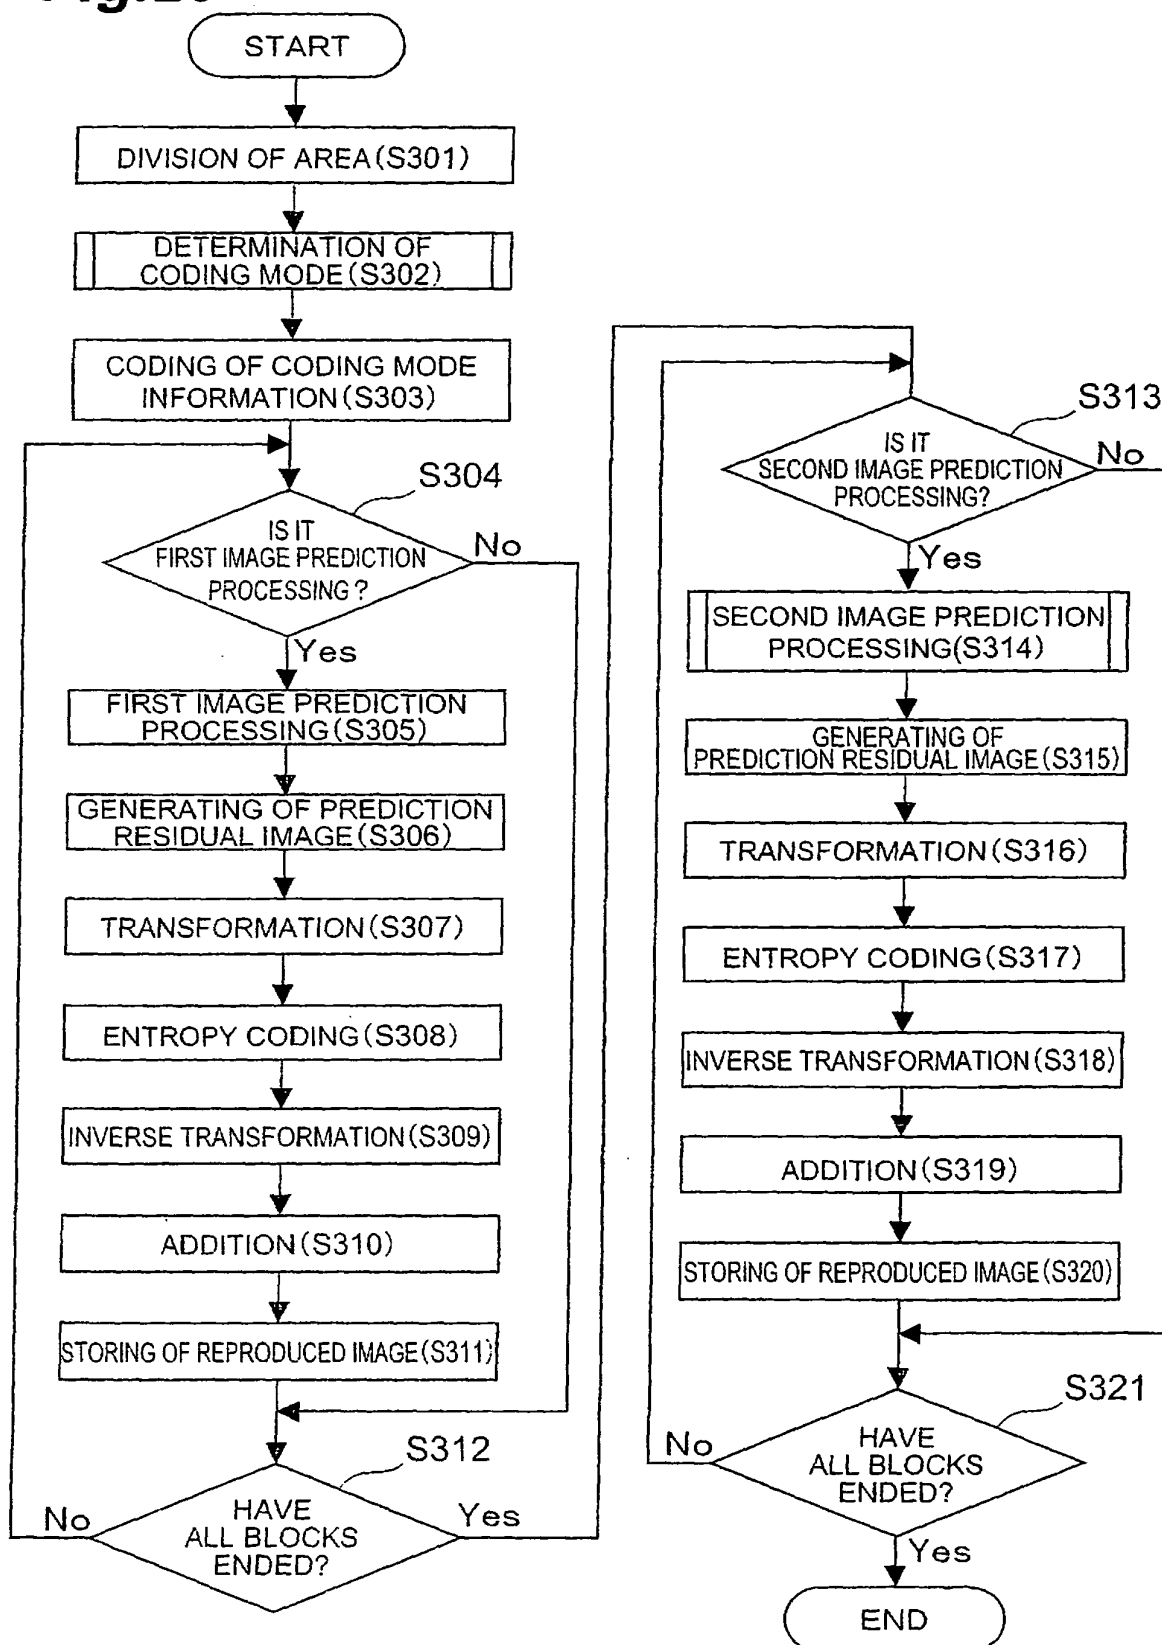 START
DIVISION OF AREA(S301)
DETERMINATION OF
CODING MODE(S302)
CODING OF CODING MODE
INFORMATION(S303)
S304
IS IT
FIRST IMAGE PREDICTION
PROCESSING?
No
Yes
FIRST IMAGE PREDICTION
PROCESSING(S305)
GENERATING OF PREDICTION
RESIDUAL IMAGE(S306)
TRANSFORMATION(S307)
ENTROPY CODING(S308)
INVERSE TRANSFORMATION(S309)
ADDITION(S310)
STORING OF REPRODUCED IMAGE(S311)
S312
HAVE
ALL BLOCKS
ENDED?
No
Yes
S313
IS IT
SECOND IMAGE PREDICTION
PROCESSING?
No
Yes
SECOND IMAGE PREDICTION
PROCESSING(S314)
GENERATING OF
PREDICTION RESIDUAL IMAGE(S315)
TRANSFORMATION(S316)
ENTROPY CODING(S317)
INVERSE TRANSFORMATION(S318)
ADDITION(S319)
STORING OF REPRODUCED IMAGE(S320)
S321
HAVE
ALL BLOCKS
ENDED?
No
Yes
END